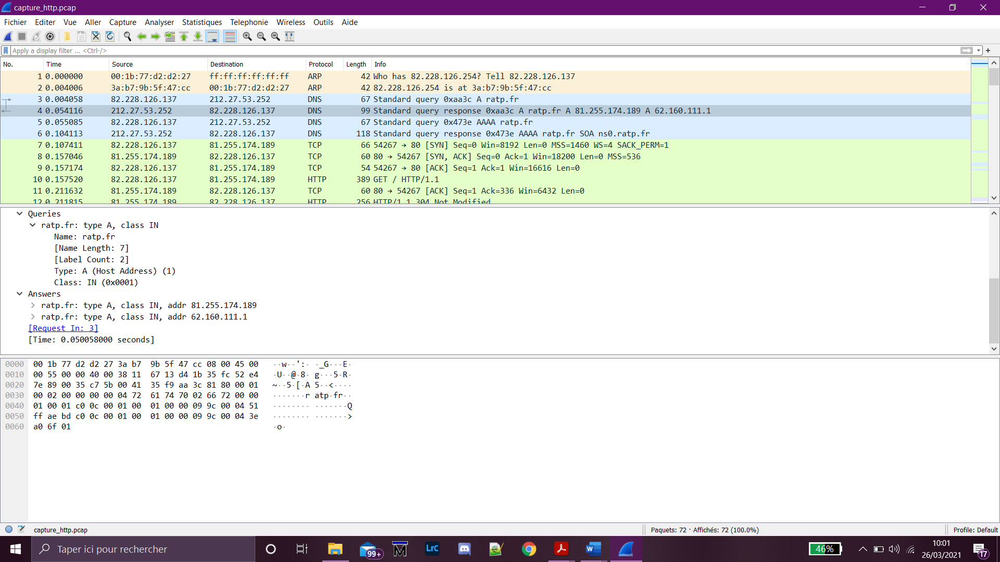 capture_http.pcap
Fichier Editer Vue Aller Capture Analyser Statistiques Telephonie Wireless Outils Aide
Apply a display filter ... <Ctrl-/>
No. Time Source Destination Protocol Length Info
1 0.000000 00:1b:77:d2:d2:27 ff:ff:ff:ff:ff:ff ARP 42 Who has 82.228.126.254? Tell 82.228.126.137
2 0.004006 3a:b7:9b:5f:47:cc 00:1b:77:d2:d2:27 ARP 42 82.228.126.254 is at 3a:b7:9b:5f:47:cc
3 0.004058 82.228.126.137 212.27.53.252 DNS 67 Standard query 0xaa3c A ratp.fr
4 0.054116 212.27.53.252 82.228.126.137 DNS 99 Standard query response 0xaa3c A ratp.fr A 81.255.174.189 A 62.160.111.1
5 0.055085 82.228.126.137 212.27.53.252 DNS 67 Standard query 0x473e AAAA ratp.fr
6 0.104113 212.27.53.252 82.228.126.137 DNS 118 Standard query response 0x473e AAAA ratp.fr SOA ns0.ratp.fr
7 0.107411 82.228.126.137 81.255.174.189 TCP 66 54267 → 80 [SYN] Seq=0 Win=8192 Len=0 MSS=1460 WS=4 SACK_PERM=1
8 0.157046 81.255.174.189 82.228.126.137 TCP 60 80 → 54267 [SYN, ACK] Seq=0 Ack=1 Win=18200 Len=0 MSS=536
9 0.157174 82.228.126.137 81.255.174.189 TCP 54 54267 → 80 [ACK] Seq=1 Ack=1 Win=16616 Len=0
10 0.157520 82.228.126.137 81.255.174.189 HTTP 389 GET / HTTP/1.1
11 0.211632 81.255.174.189 82.228.126.137 TCP 60 80 → 54267 [ACK] Seq=1 Ack=336 Win=6432 Len=0
12 0.211815 81.255.174.189 82.228.126.137 HTTP 256 HTTP/1.1 304 Not Modified
Queries
ratp.fr: type A, class IN
Name: ratp.fr
[Name Length: 7]
[Label Count: 2]
Type: A (Host Address) (1)
Class: IN (0x0001)
Answers
ratp.fr: type A, class IN, addr 81.255.174.189
ratp.fr: type A, class IN, addr 62.160.111.1
[Request In: 3]
[Time: 0.050058000 seconds]
0000 00 1b 77 d2 d2 27 3a b7 9b 5f 47 cc 08 00 45 00 ··w··':· ·_G···E·
0010 00 55 00 00 40 00 38 11 67 13 d4 1b 35 fc 52 e4 ·U··@·8· g···5·R·
0020 7e 89 00 35 c7 5b 00 41 35 f9 aa 3c 81 80 00 01 ~··5·[·A 5··<····
0030 00 02 00 00 00 00 04 72 61 74 70 02 66 72 00 00 ·······r atp·fr··
0040 01 00 01 c0 0c 00 01 00 01 00 00 09 9c 00 04 51 ········ ·······Q
0050 ff ae bd c0 0c 00 01 00 01 00 00 09 9c 00 04 3e ········ ·······>
0060 a0 6f 01 ·o·
capture_http.pcap Paquets: 72 · Affichés: 72 (100.0%) Profile: Default
Taper ici pour rechercher 99+ M LrC W 46% 10:01 17
26/03/2021